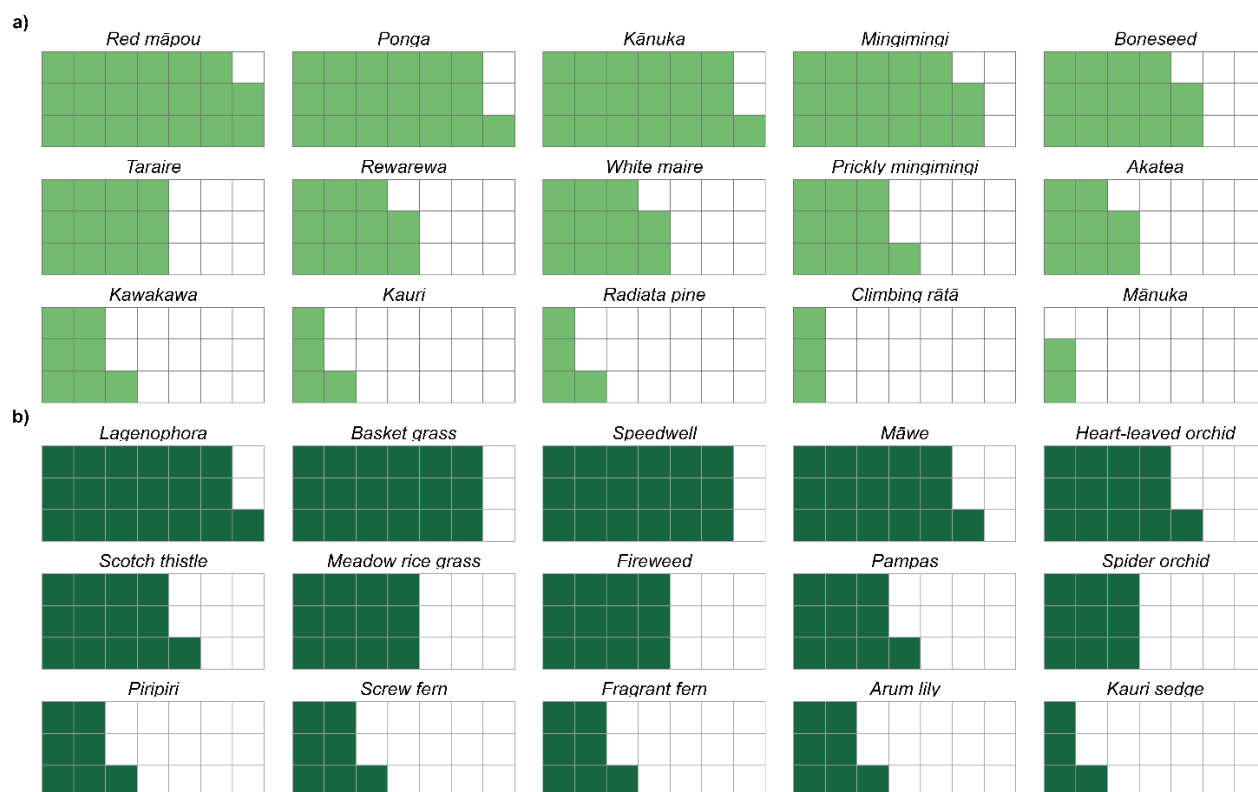 a)
Red māpou Ponga Kānuka Mingimingi Boneseed
Taraire Rewarewa White maire Prickly mingimingi Akatea
Kawakawa Kauri Radiata pine Climbing rātā Mānuka
b)
Lagenophora Basket grass Speedwell Māwe Heart-leaved orchid
Scotch thistle Meadow rice grass Fireweed Pampas Spider orchid
Piripiri Screw fern Fragrant fern Arum lily Kauri sedge